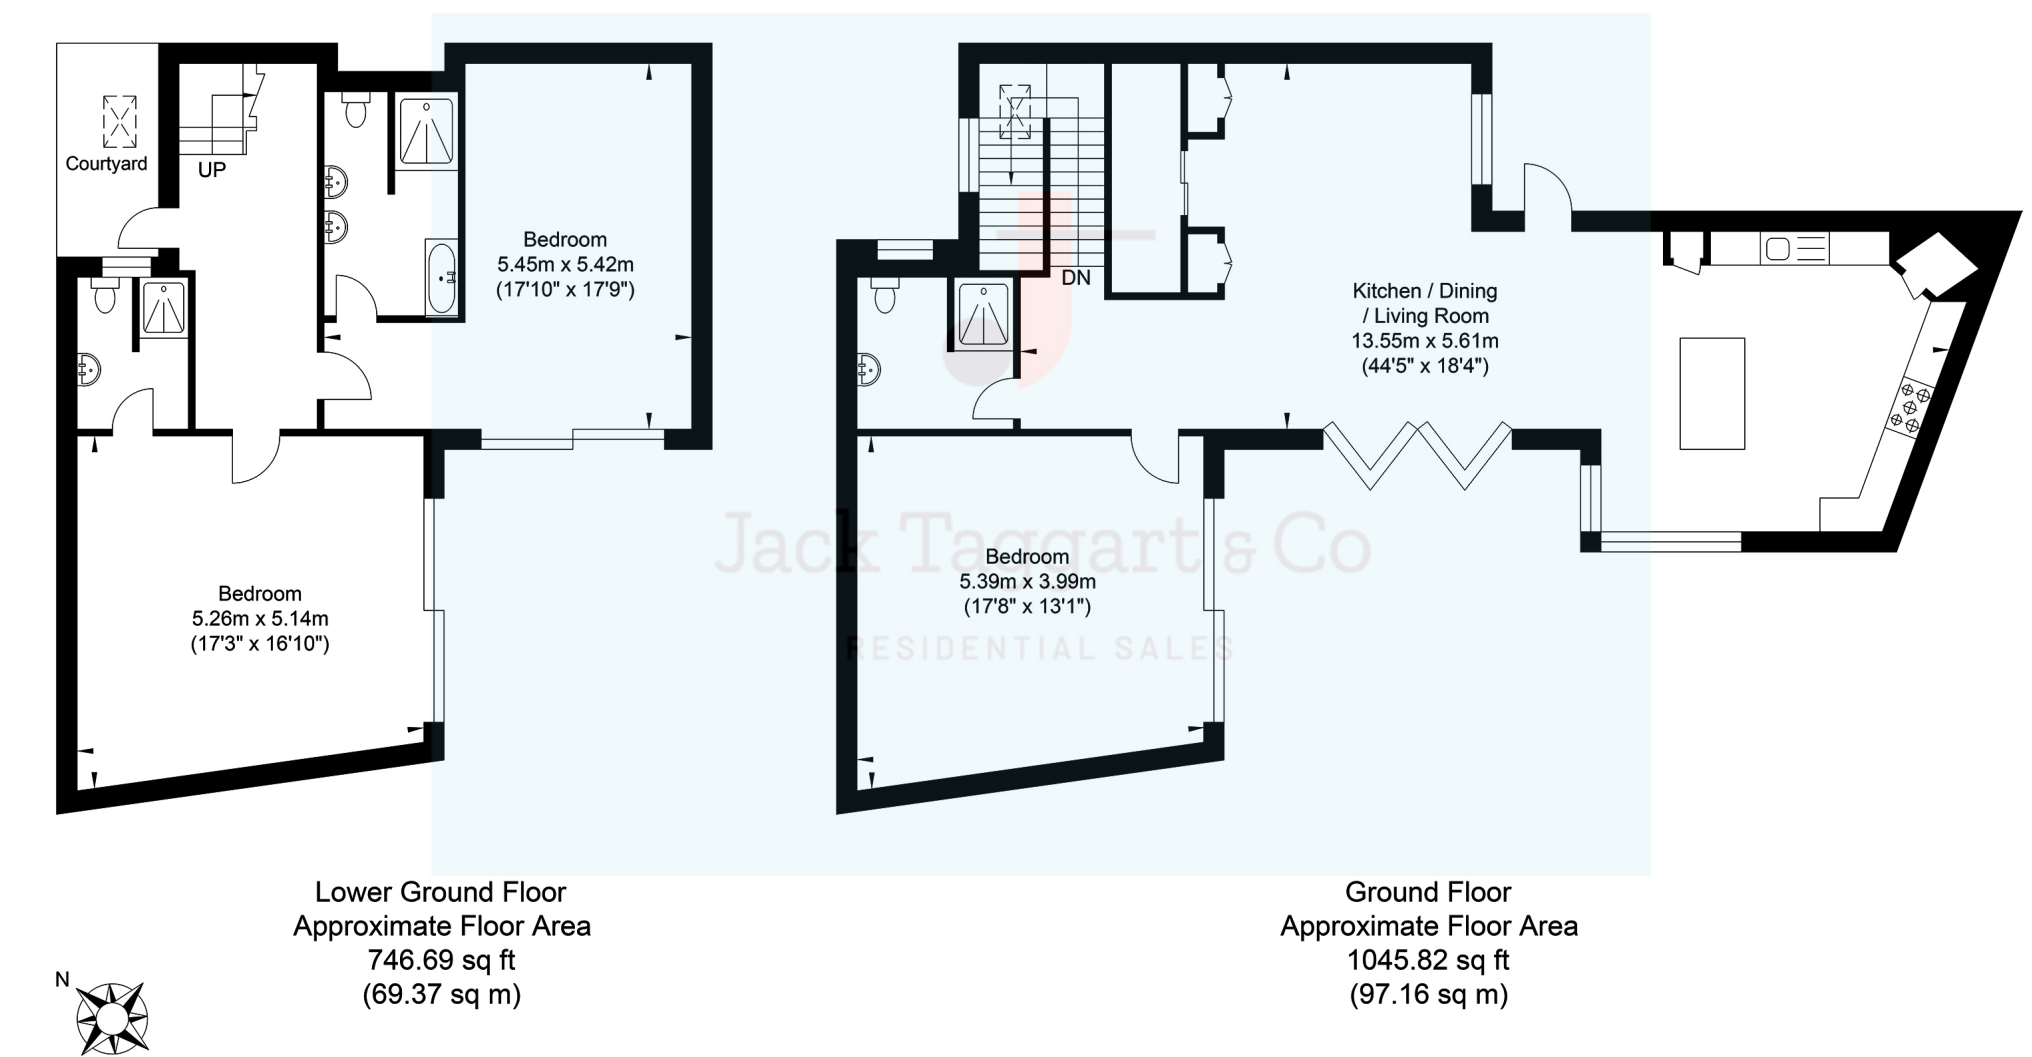 Courtyard
UP
Bedroom
5.45m x 5.42m
(17'10" x 17'9")
Bedroom
5.26m x 5.14m
(17'3" x 16'10")
DN
Kitchen / Dining
/ Living Room
13.55m x 5.61m
(44'5" x 18'4")
Bedroom
5.39m x 3.99m
(17'8" x 13'1")
Jack Taggart & Co
RESIDENTIAL SALES
Lower Ground Floor
Approximate Floor Area
746.69 sq ft
(69.37 sq m)
Ground Floor
Approximate Floor Area
1045.82 sq ft
(97.16 sq m)
N